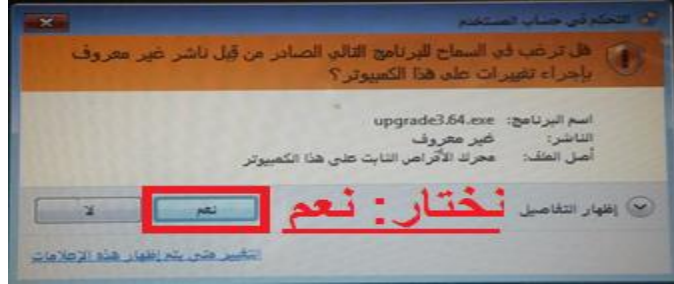 التحكم في حساب المستخدم
هل ترغب في السماح للبرنامج التالي الصادر من قِبل ناشر غير معروف
بإجراء تغييرات على هذا الكمبيوتر؟
اسم البرنامج: upgrade3.64.exe
الناشر: غير معروف
أصل الملف: محرك الأقراص الثابت على هذا الكمبيوتر
إظهار التفاصيل
نختار: نعم
نعم
لا
التغيير متى يتم إظهار هذه الإعلامات